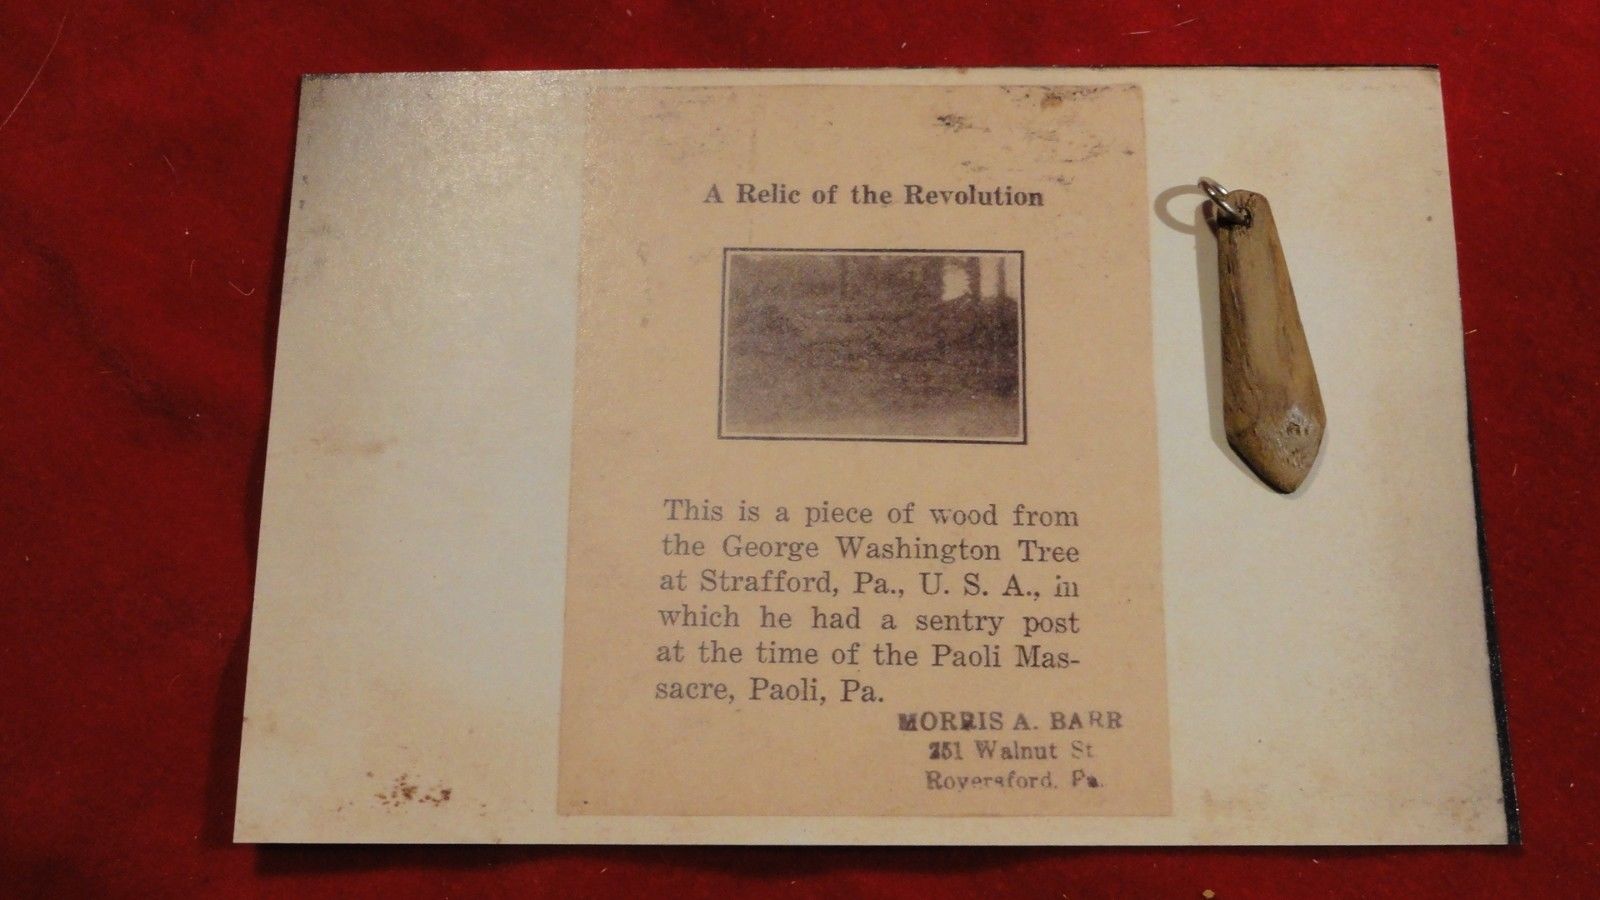 A Relic of the Revolution
This is a piece of wood from
the George Washington Tree
at Strafford, Pa., U. S. A., in
which he had a sentry post
at the time of the Paoli Mas-
sacre, Paoli, Pa.
MORRIS A. BARR
251 Walnut St
Royersford, Pa.